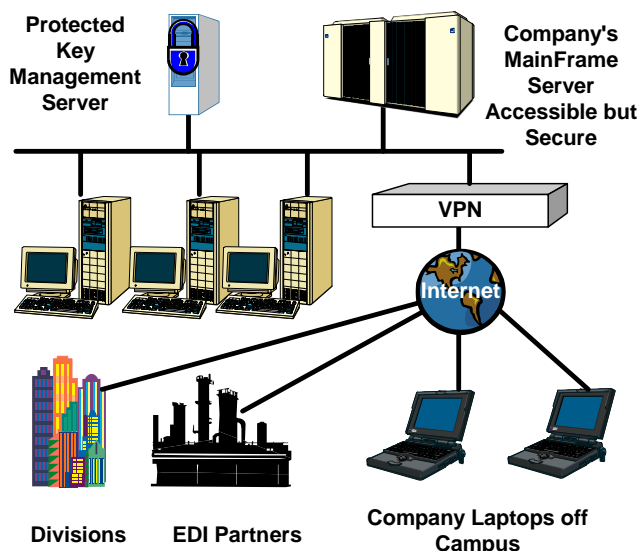 Protected
Key
Management
Server
Company's
MainFrame
Server
Accessible but
Secure
VPN
Internet
Divisions
EDI Partners
Company Laptops off
Campus